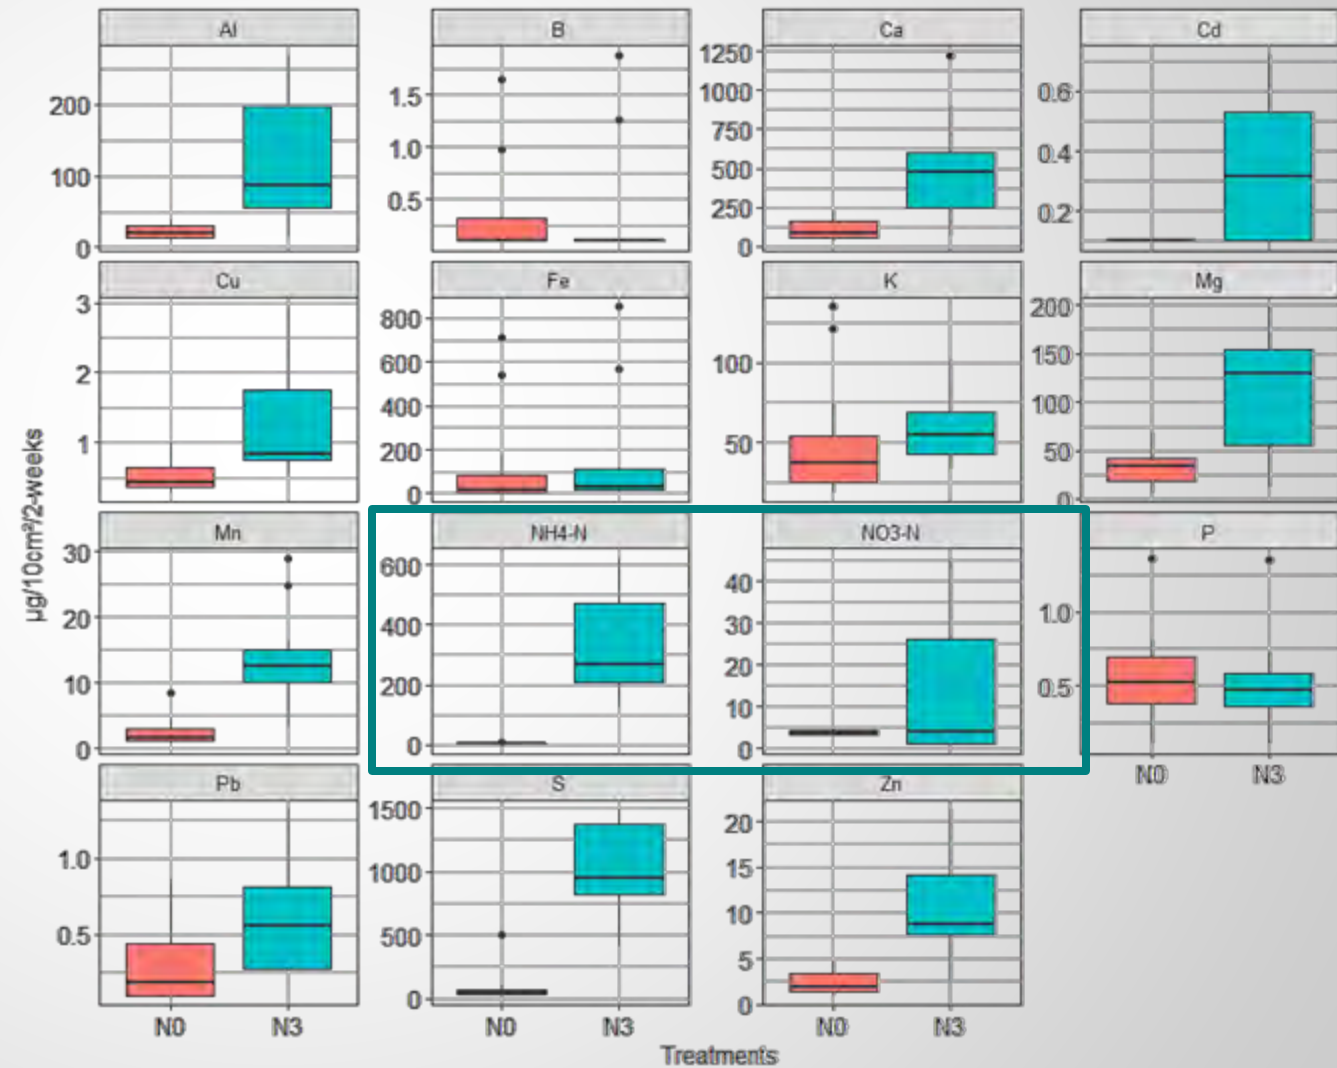 Al
B
Ca
Cd
200
100
0
1.5
1.0
0.5
1250
1000
750
500
250
0
0.6
0.4
0.2
Cu
Fe
K
Mg
3
2
1
800
600
400
200
0
100
50
200
150
100
50
0
µg/10cm²/2-weeks
Mn
NH4-N
NO3-N
P
30
20
10
0
600
400
200
0
40
30
20
10
0
1.0
0.5
N0 N3
Pb
S
Zn
1.0
0.5
1500
1000
500
0
20
15
10
5
0
N0 N3
N0 N3
N0 N3
Treatments